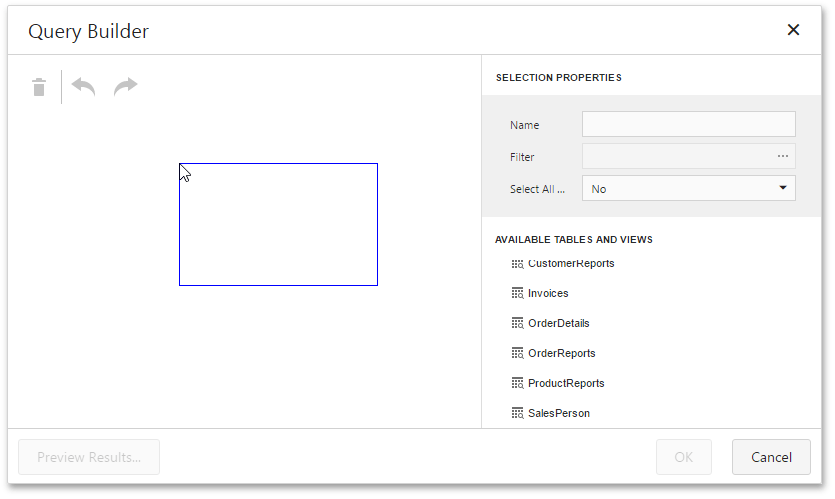 Query Builder
SELECTION PROPERTIES
Name
Filter
...
Select All ...
No
AVAILABLE TABLES AND VIEWS
CustomerReports
Invoices
OrderDetails
OrderReports
ProductReports
SalesPerson
Preview Results...
OK
Cancel